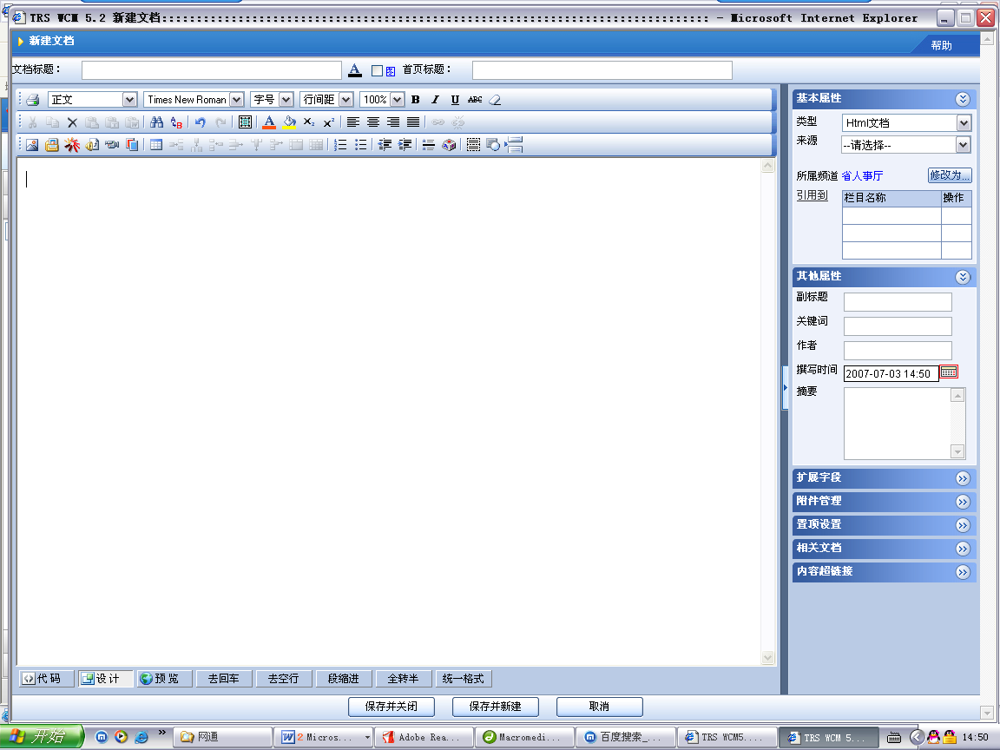 TRS WCM 5.2 新建文档:::::::::::::::::::::::::::::::::::::::::::::::::::::::::::::::::::::::::::::::: - Microsoft Internet Explorer
新建文档
帮助
文档标题：
A
图
首页标题：
正文
Times New Roman
字号
行间距
100%
B I U ABC
基本属性
类型
Html文档
来源
--请选择--
所属频道 省人事厅
修改为...
引用到
栏目名称 操作
其他属性
副标题
关键词
作者
撰写时间
2007-07-03 14:50
摘要
扩展字段
附件管理
置顶设置
相关文档
内容超链接
代码
设计
预览
去回车
去空行
段缩进
全转半
统一格式
保存并关闭
保存并新建
取消
开始
网通
2 Micros...
Adobe Rea...
Macromedi...
百度搜索_...
TRS WCM5....
TRS WCM 5...
14:50